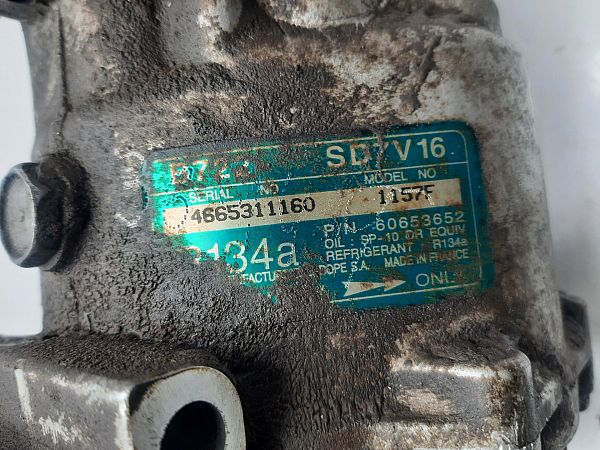 SD7V16
SERIAL NO MODEL NO
4665311160 1157F
P/N 60653652
OIL SP-10 OR EQUIV
134a REFRIGERANT R134a
S.A. MADE IN FRANCE
ONLY